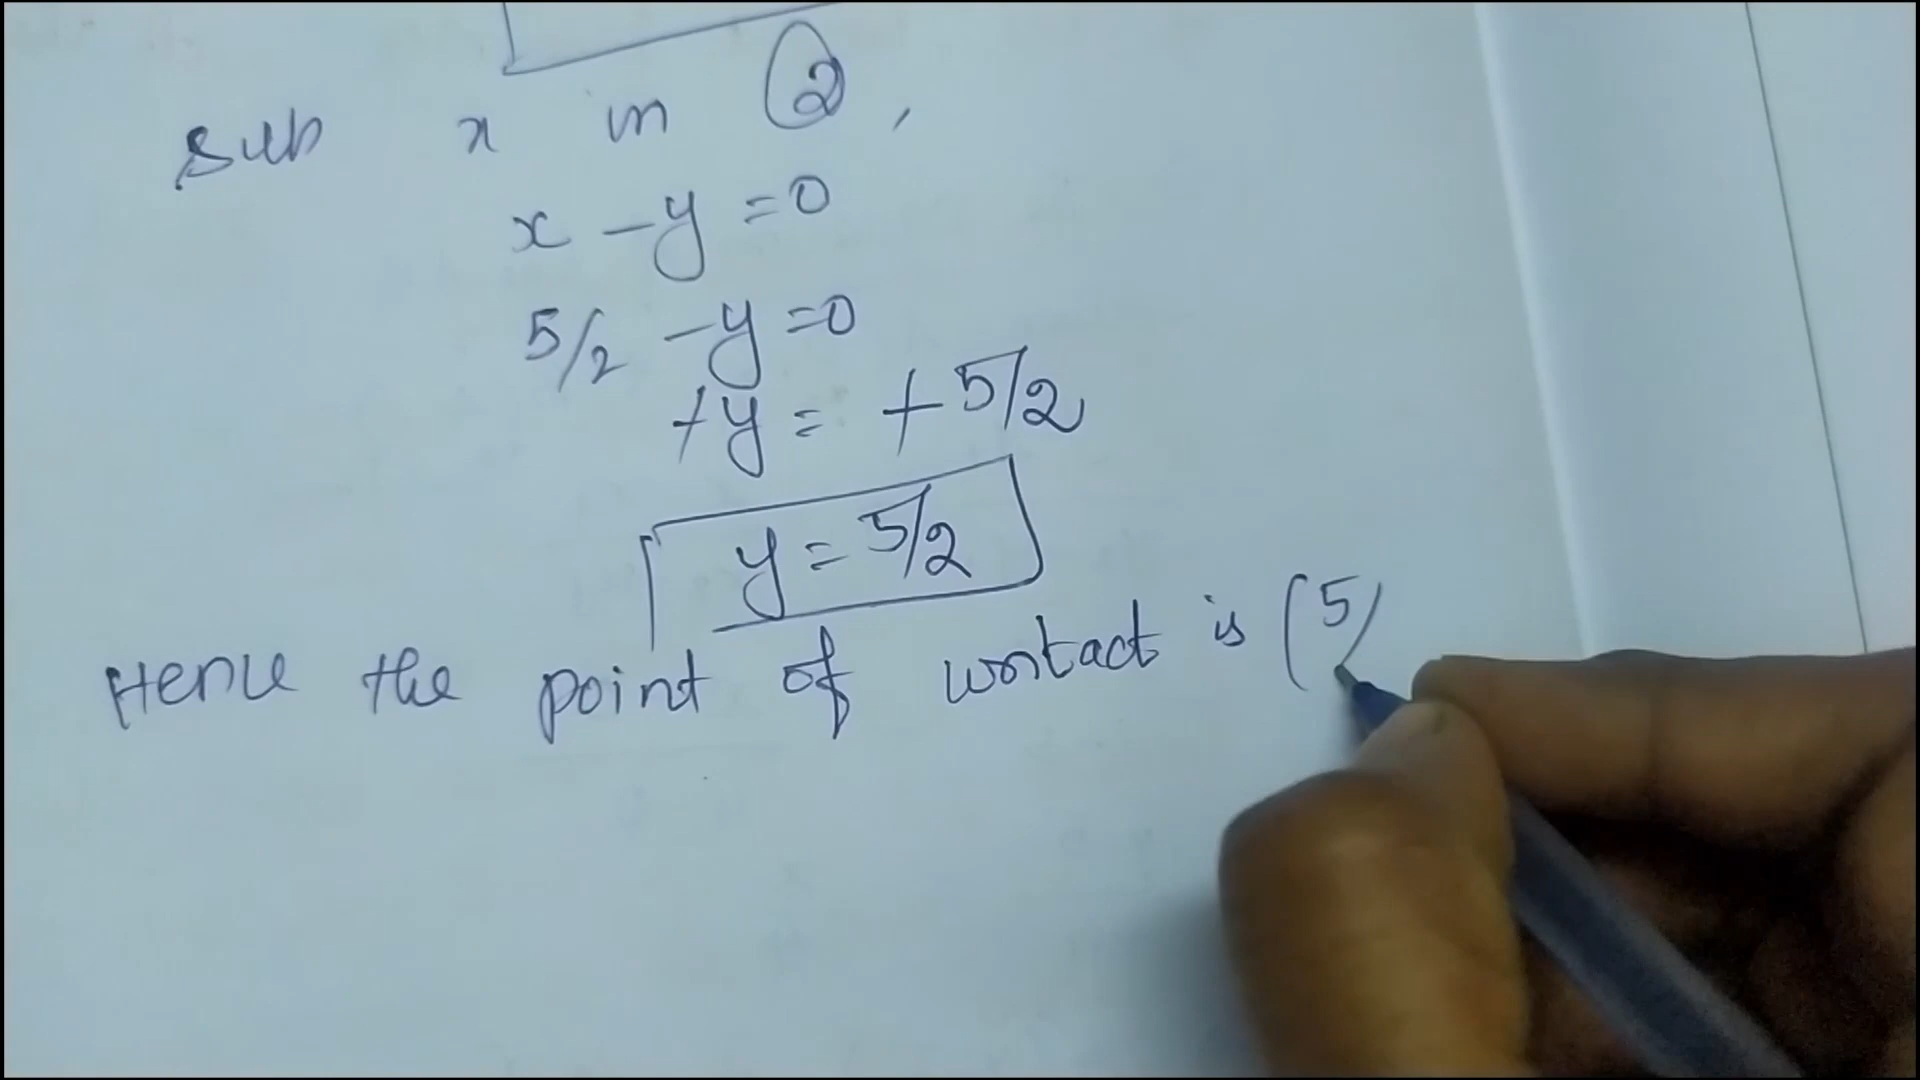 sub x in 2,
x - y = 0
5/2 - y = 0
+y = +5/2
y = 5/2
Hence the point of contact is (5/